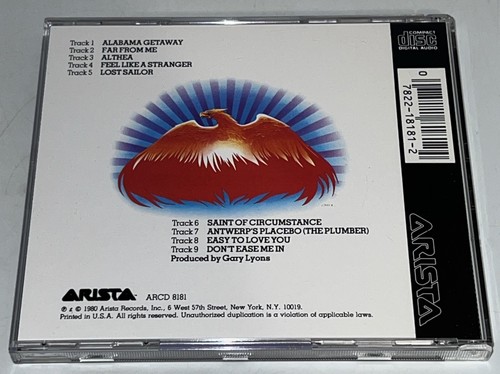 Track 1 ALABAMA GETAWAY
Track 2 FAR FROM ME
Track 3 ALTHEA
Track 4 FEEL LIKE A STRANGER
Track 5 LOST SAILOR
COMPACT
disc
DIGITAL AUDIO
0
7822-18181-2
Track 6 SAINT OF CIRCUMSTANCE
Track 7 ANTWERP'S PLACEBO (THE PLUMBER)
Track 8 EASY TO LOVE YOU
Track 9 DON'T EASE ME IN
Produced by Gary Lyons
ARISTA
ARISTA ARCD 8181
℗ © 1980 Arista Records, Inc., 6 West 57th Street, New York, N.Y. 10019.
Printed in U.S.A. All rights reserved. Unauthorized duplication is a violation of applicable laws.